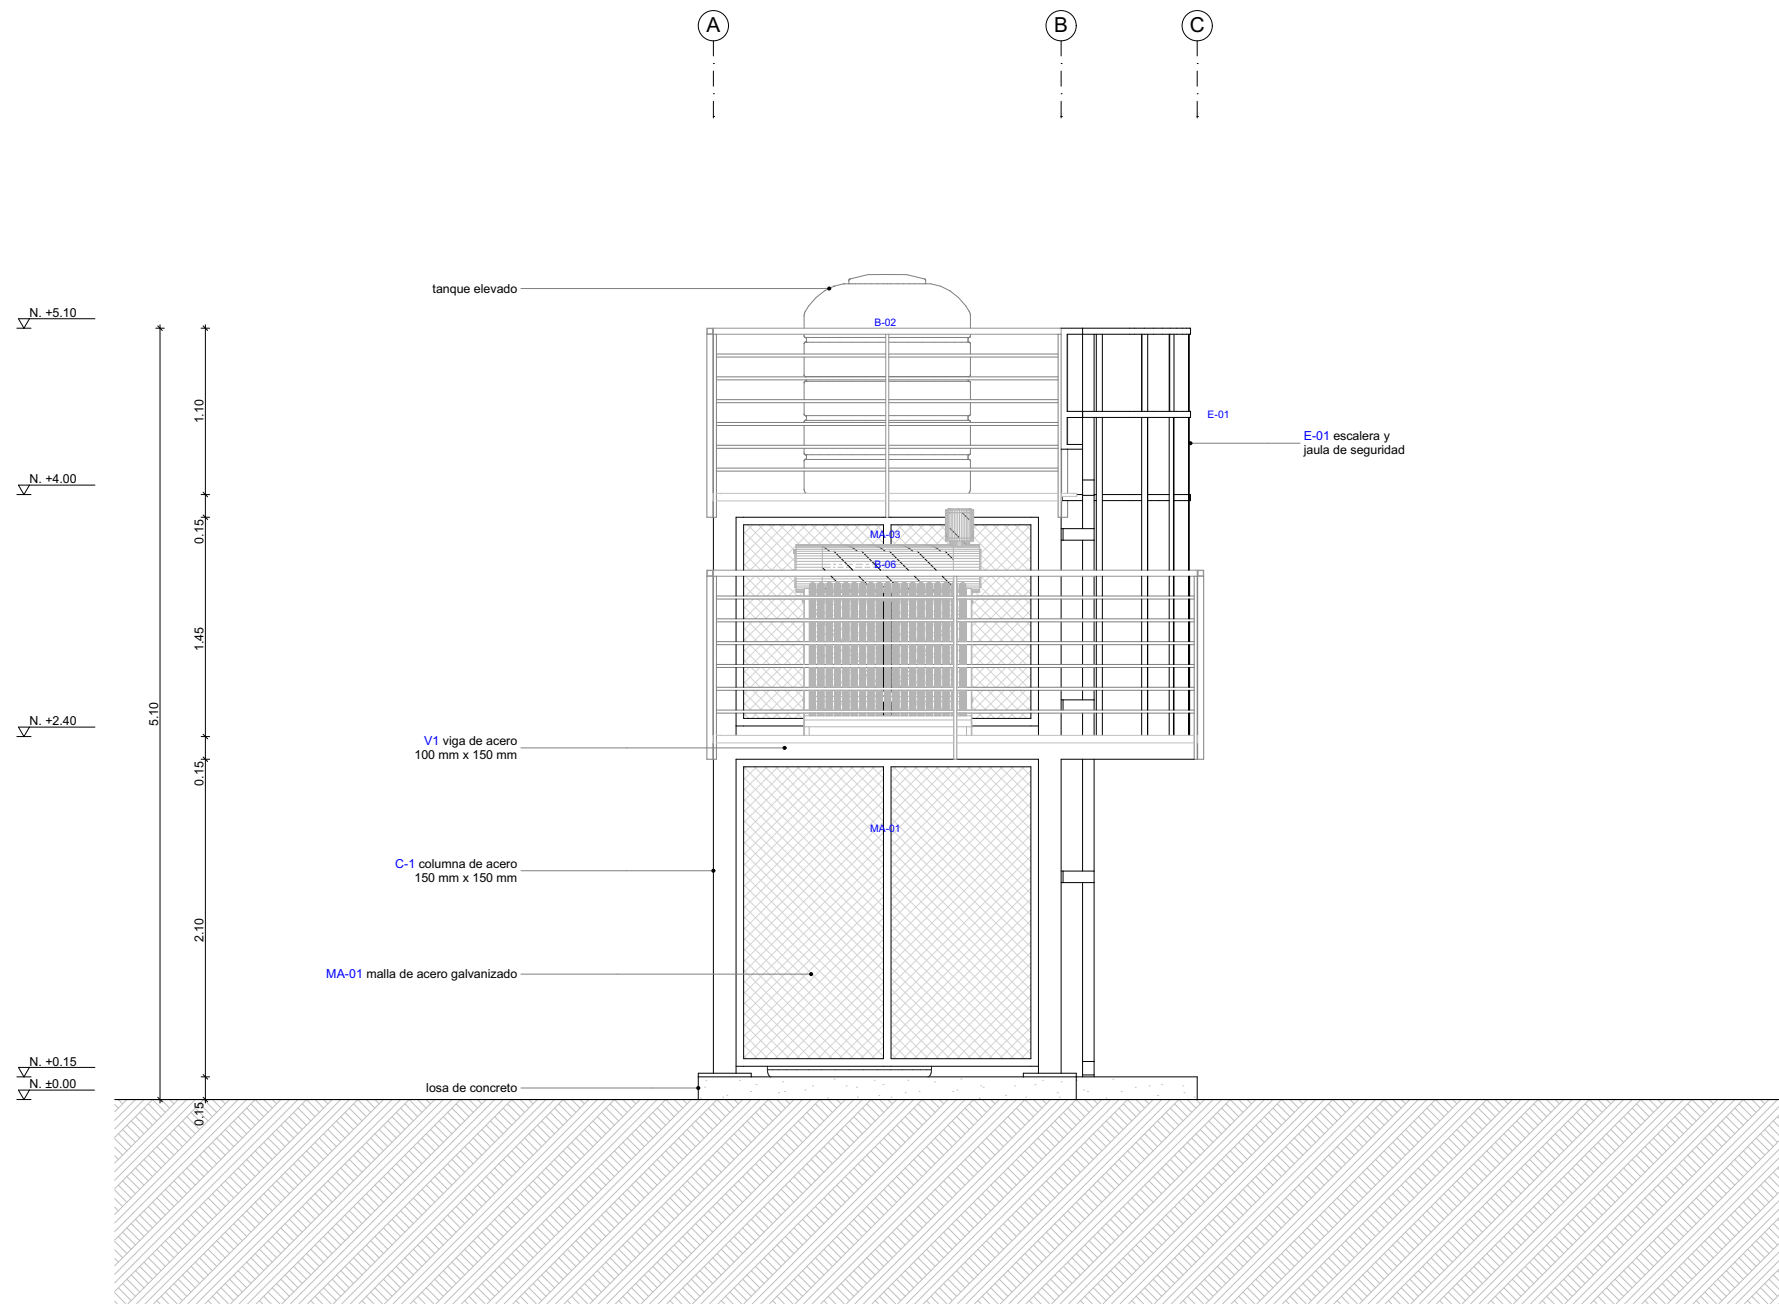 A
B
C
tanque elevado
N. +5.10
B-02
1.10
E-01
E-01 escalera y
jaula de seguridad
N. +4.00
0.15
MA-03
B-06
1.45
5.10
N. +2.40
V1 viga de acero
100 mm x 150 mm
0.15
MA-01
C-1 columna de acero
150 mm x 150 mm
2.10
MA-01 malla de acero galvanizado
N. +0.15
N. ±0.00
losa de concreto
0.15